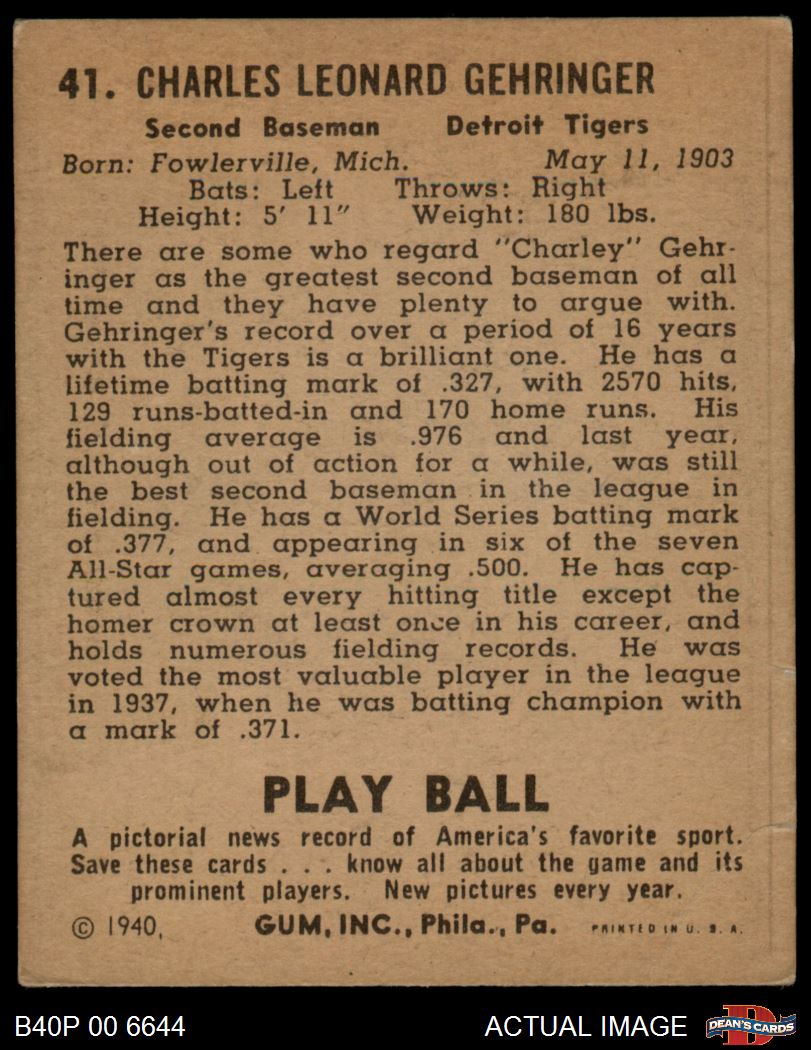 41. CHARLES LEONARD GEHRINGER
Second Baseman Detroit Tigers
Born: Fowlerville, Mich. May 11, 1903
Bats: Left Throws: Right
Height: 5' 11" Weight: 180 lbs.
There are some who regard "Charley" Gehr-
inger as the greatest second baseman of all
time and they have plenty to argue with.
Gehringer's record over a period of 16 years
with the Tigers is a brilliant one. He has a
lifetime batting mark of .327, with 2570 hits,
129 runs-batted-in and 170 home runs. His
fielding average is .976 and last year,
although out of action for a while, was still
the best second baseman in the league in
fielding. He has a World Series batting mark
of .377, and appearing in six of the seven
All-Star games, averaging .500. He has cap-
tured almost every hitting title except the
homer crown at least once in his career, and
holds numerous fielding records. He was
voted the most valuable player in the league
in 1937, when he was batting champion with
a mark of .371.
PLAY BALL
A pictorial news record of America's favorite sport.
Save these cards . . . know all about the game and its
prominent players. New pictures every year.
© 1940, GUM, INC., Phila., Pa. PRINTED IN U. S. A.
B40P 00 6644 ACTUAL IMAGE DEAN'S CARDS